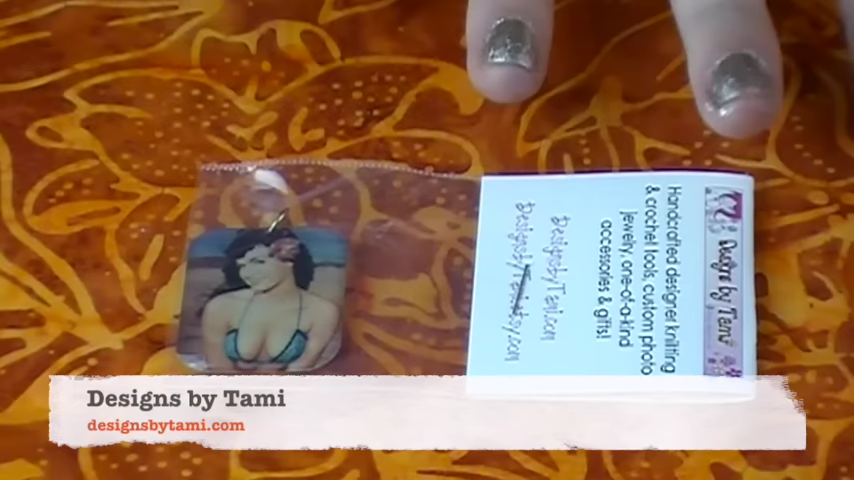 Designs by Tami
Handcrafted designer knitting
& crochet tools, custom photo
jewelry, one-of-a-kind
accessories & gifts!
DesignsbyTami.com
Designs by Tami
designsbytami.com